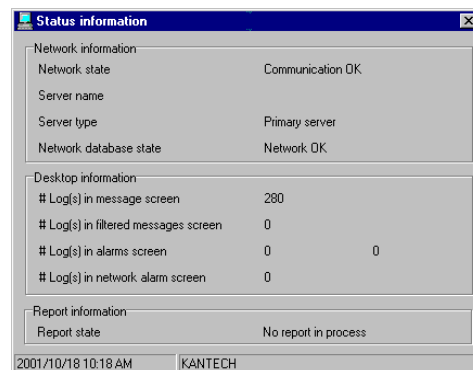 Status information
Network information
Network state Communication OK
Server name
Server type Primary server
Network database state Network OK
Desktop information
# Log(s) in message screen 280
# Log(s) in filtered messages screen 0
# Log(s) in alarms screen 0 0
# Log(s) in network alarm screen 0
Report information
Report state No report in process
2001/10/18 10:18 AM KANTECH